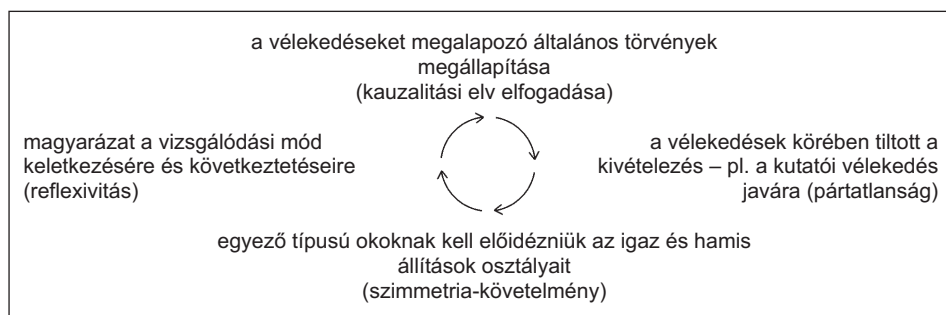 a vélekedéseket megalapozó általános törvények
megállapítása
(kauzalitási elv elfogadása)
magyarázat a vizsgálódási mód
keletkezésére és következtetéseire
(reflexivitás)
a vélekedések körében tiltott a
kivételezés – pl. a kutatói vélekedés
javára (pártatlanság)
egyező típusú okoknak kell előidézniük az igaz és hamis
állítások osztályait
(szimmetria-követelmény)